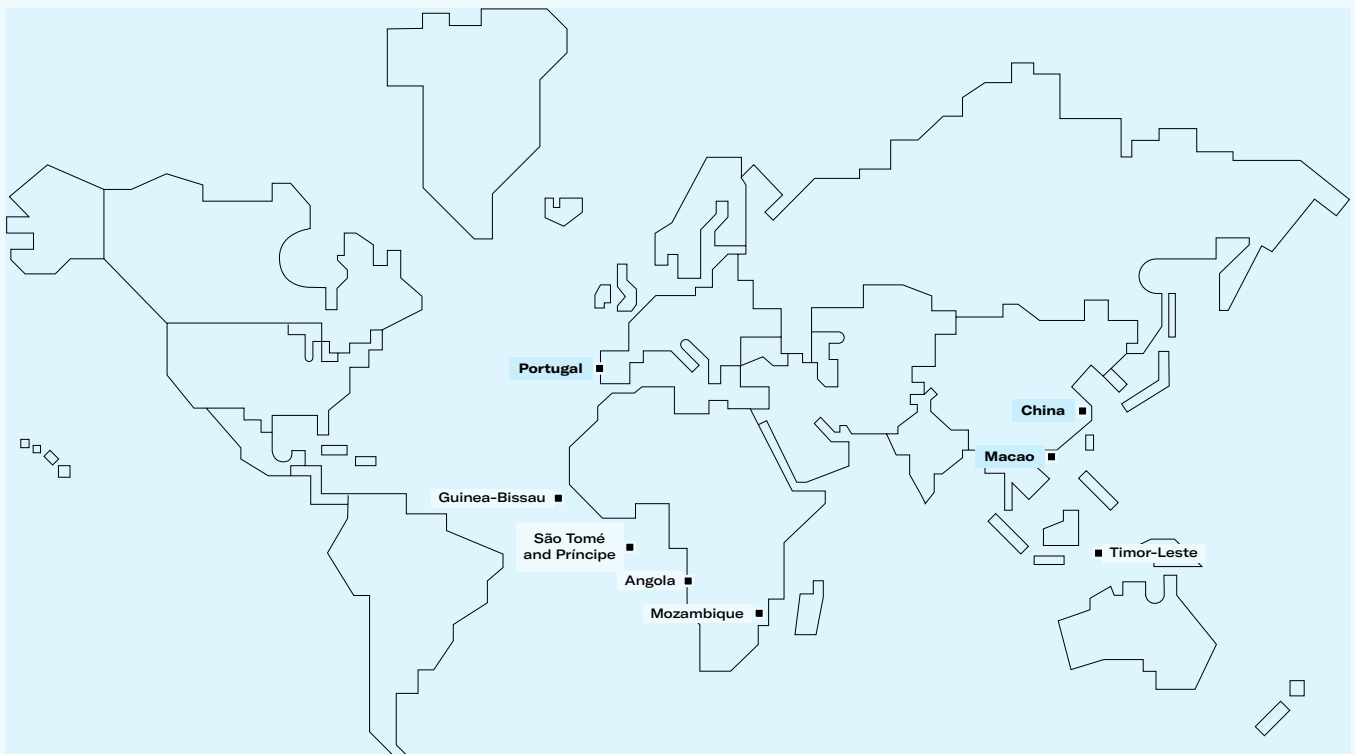 Portugal
China
Macao
Guinea-Bissau
São Tomé
and Príncipe
Timor-Leste
Angola
Mozambique